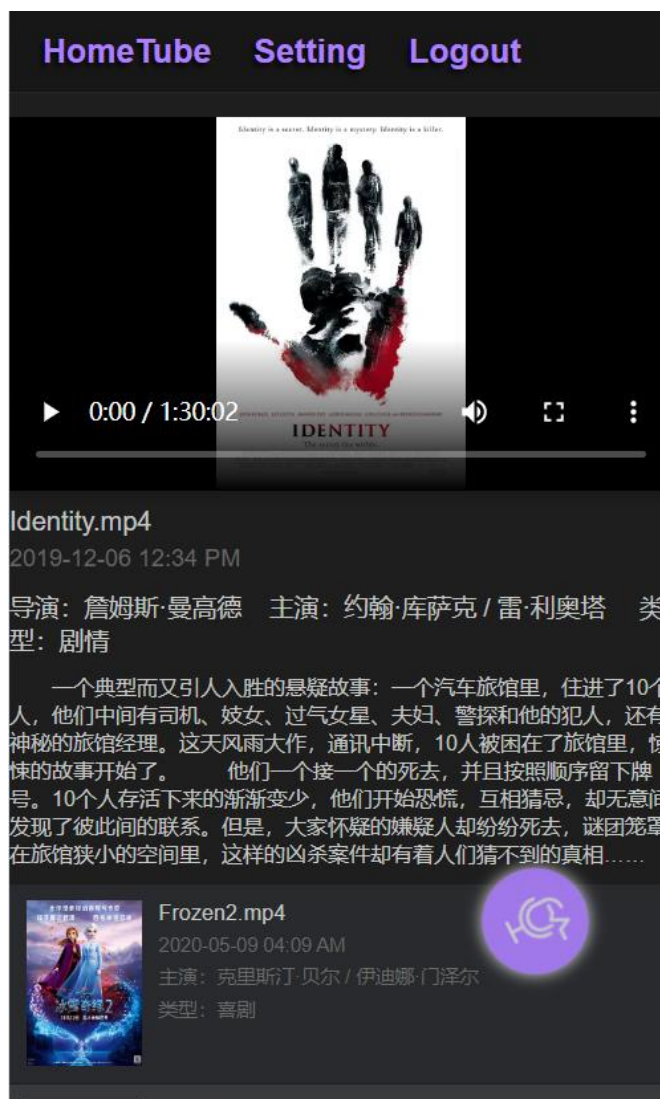 HomeTube Setting Logout
Identity is a secret. Identity is a mystery. Identity is a killer.
0:00 / 1:30:02
IDENTITY
The secret lies within.
Identity.mp4
2019-12-06 12:34 PM
导演：詹姆斯·曼高德 主演：约翰·库萨克 / 雷·利奥塔 类
型：剧情
一个典型而又引人入胜的悬疑故事：一个汽车旅馆里，住进了10个
人，他们中间有司机、妓女、过气女星、夫妇、警探和他的犯人，还有
神秘的旅馆经理。这天风雨大作，通讯中断，10人被困在了旅馆里，惊
悚的故事开始了。 他们一个接一个的死去，并且按照顺序留下牌
号。10个人存活下来的渐渐变少，他们开始恐慌，互相猜忌，却无意间
发现了彼此间的联系。但是，大家怀疑的嫌疑人却纷纷死去，谜团笼罩
在旅馆狭小的空间里，这样的凶杀案件却有着人们猜不到的真相……
冰雪奇缘2
Frozen2.mp4
2020-05-09 04:09 AM
主演：克里斯汀·贝尔 / 伊迪娜·门泽尔
类型：喜剧